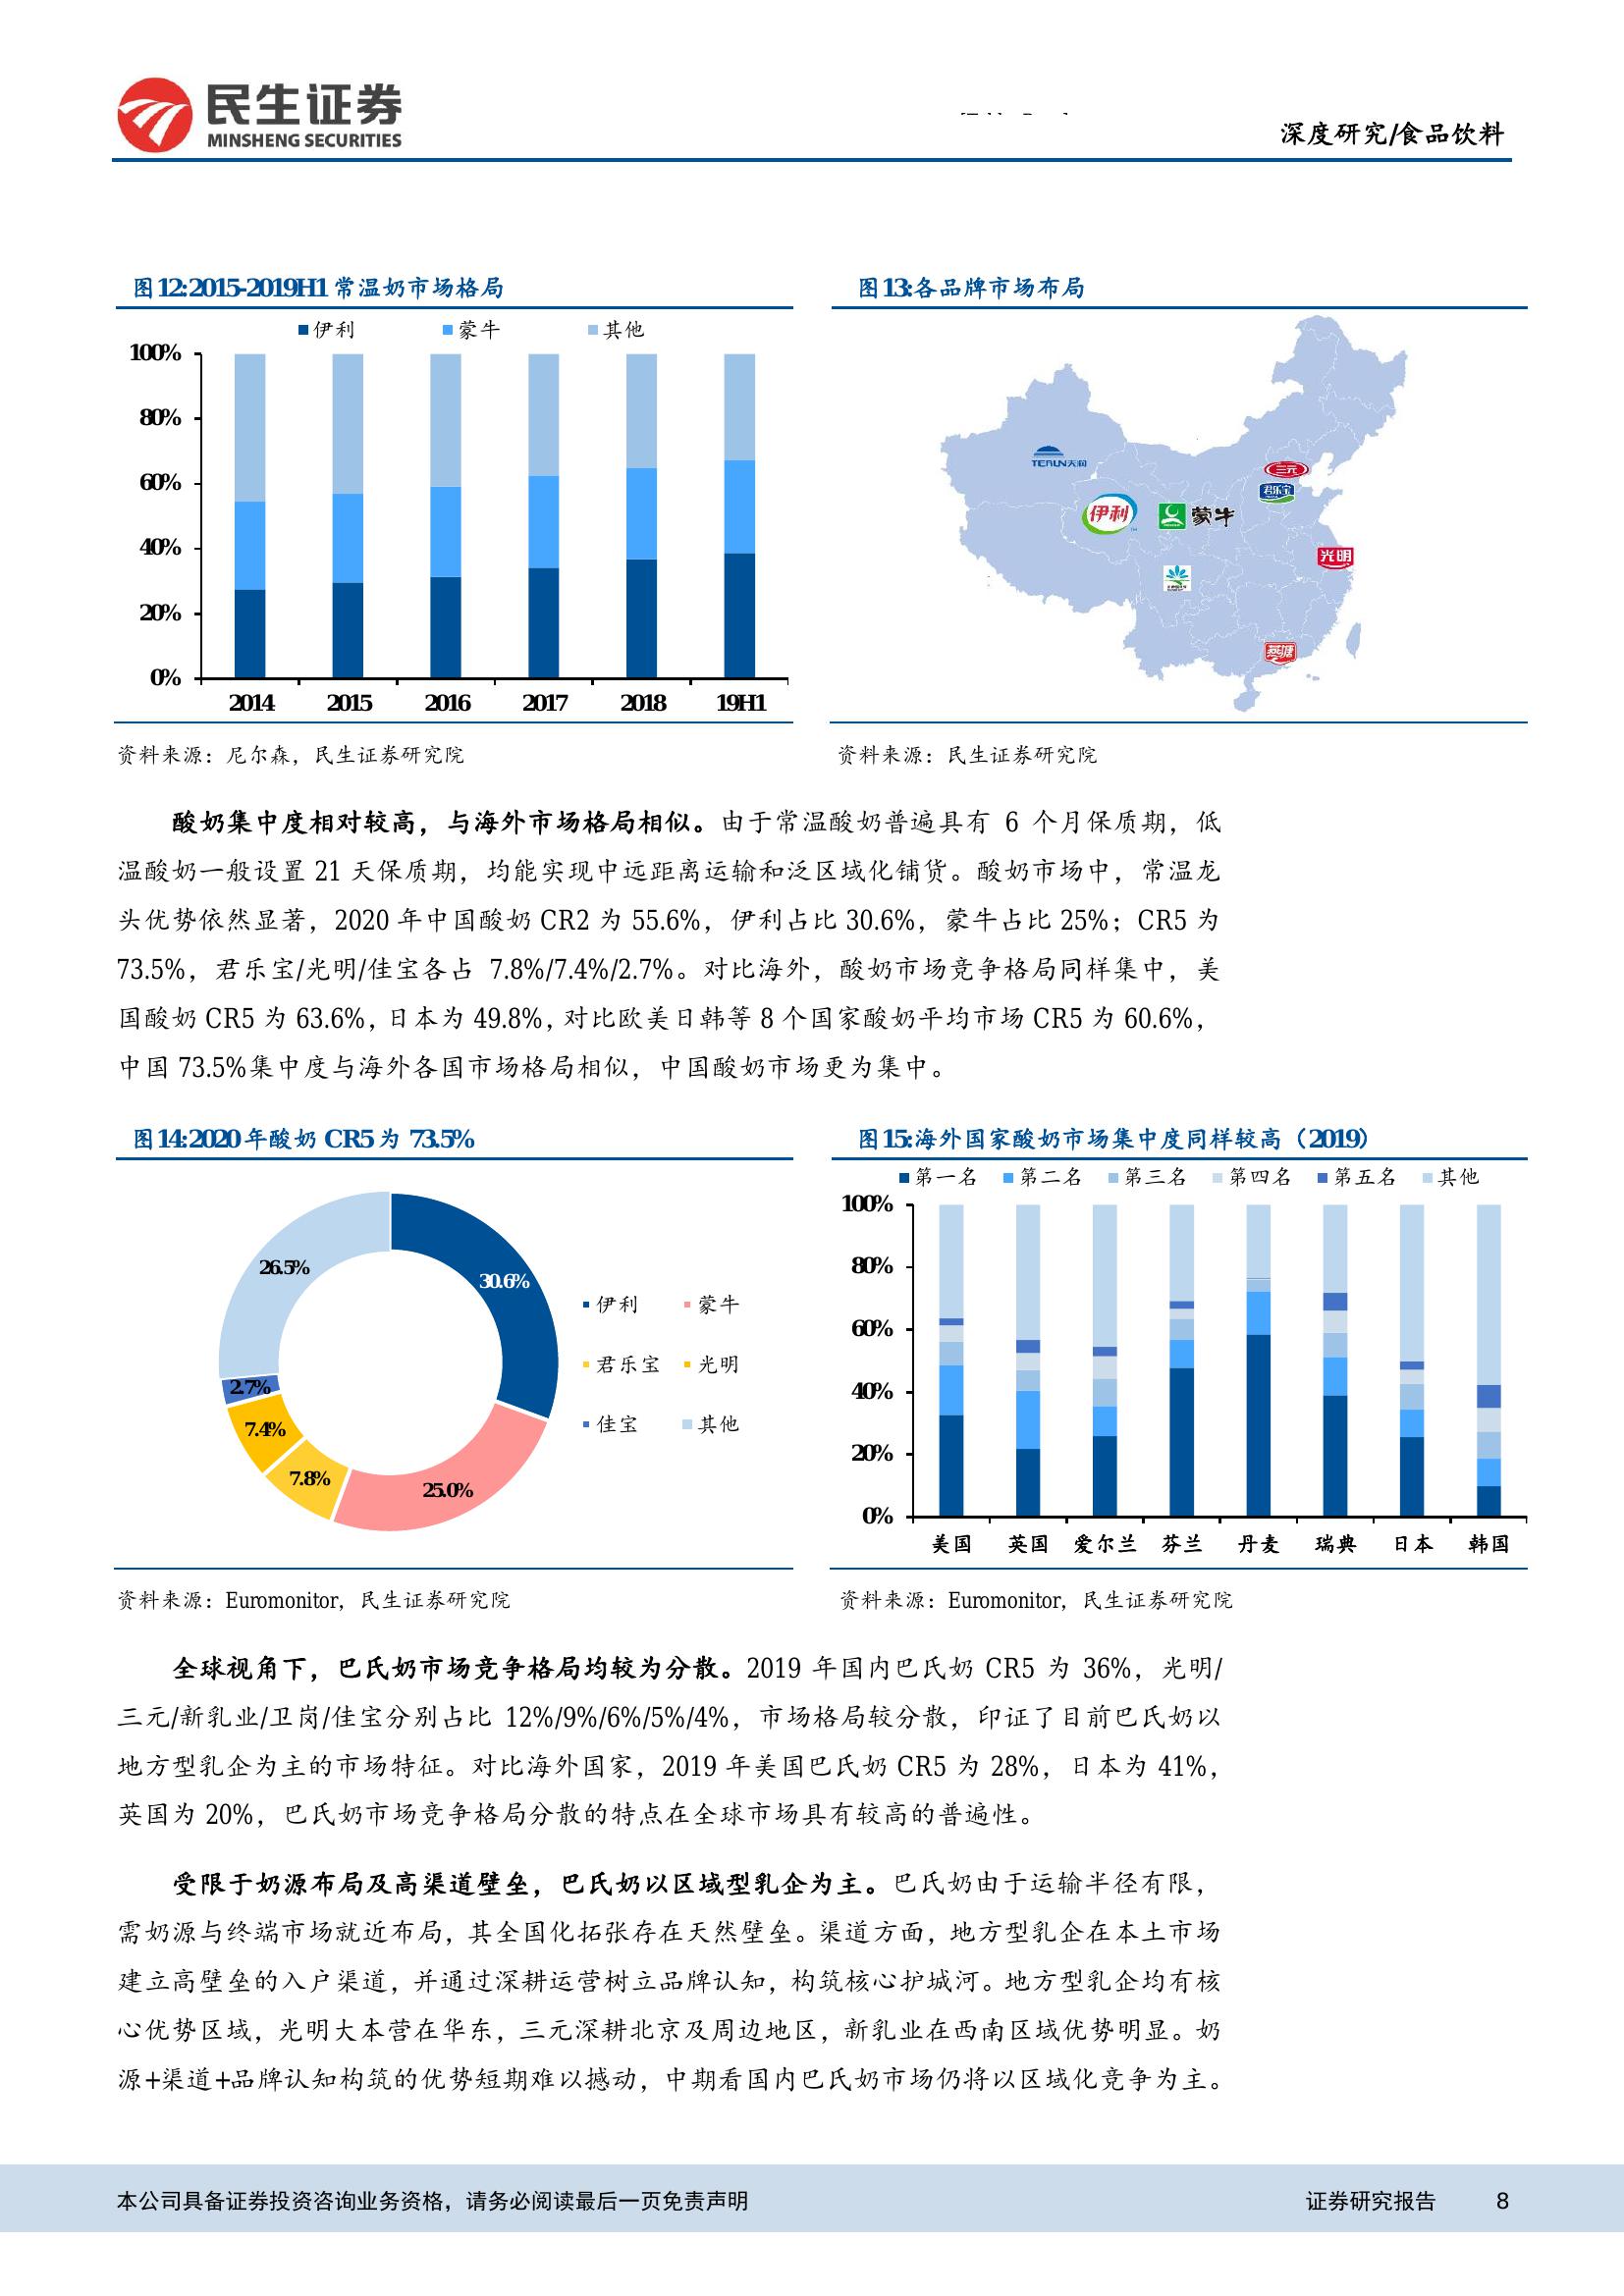 民生证券
MINSHENG SECURITIES
深度研究/食品饮料
图12:2015-2019H1 常温奶市场格局
伊利 蒙牛 其他
100%
80%
60%
40%
20%
0%
2014 2015 2016 2017 2018 19H1
资料来源：尼尔森，民生证券研究院
图13:各品牌市场布局
TERUN天润
三元
君乐宝
伊利
蒙牛
光明
燕塘
资料来源：民生证券研究院
酸奶集中度相对较高，与海外市场格局相似。由于常温酸奶普遍具有 6 个月保质期，低
温酸奶一般设置 21 天保质期，均能实现中远距离运输和泛区域化铺货。酸奶市场中，常温龙
头优势依然显著，2020 年中国酸奶 CR2 为 55.6%，伊利占比 30.6%，蒙牛占比 25%；CR5 为
73.5%，君乐宝/光明/佳宝各占 7.8%/7.4%/2.7%。对比海外，酸奶市场竞争格局同样集中，美
国酸奶 CR5 为 63.6%，日本为 49.8%，对比欧美日韩等 8 个国家酸奶平均市场 CR5 为 60.6%，
中国 73.5%集中度与海外各国市场格局相似，中国酸奶市场更为集中。
图14:2020 年酸奶 CR5 为 73.5%
30.6%
25.0%
7.8%
7.4%
2.7%
26.5%
伊利 蒙牛
君乐宝 光明
佳宝 其他
资料来源：Euromonitor，民生证券研究院
图15:海外国家酸奶市场集中度同样较高（2019）
第一名 第二名 第三名 第四名 第五名 其他
100%
80%
60%
40%
20%
0%
美国 英国 爱尔兰 芬兰 丹麦 瑞典 日本 韩国
资料来源：Euromonitor，民生证券研究院
全球视角下，巴氏奶市场竞争格局均较为分散。2019 年国内巴氏奶 CR5 为 36%，光明/
三元/新乳业/卫岗/佳宝分别占比 12%/9%/6%/5%/4%，市场格局较分散，印证了目前巴氏奶以
地方型乳企为主的市场特征。对比海外国家，2019 年美国巴氏奶 CR5 为 28%，日本为 41%，
英国为 20%，巴氏奶市场竞争格局分散的特点在全球市场具有较高的普遍性。
受限于奶源布局及高渠道壁垒，巴氏奶以区域型乳企为主。巴氏奶由于运输半径有限，
需奶源与终端市场就近布局，其全国化拓张存在天然壁垒。渠道方面，地方型乳企在本土市场
建立高壁垒的入户渠道，并通过深耕运营树立品牌认知，构筑核心护城河。地方型乳企均有核
心优势区域，光明大本营在华东，三元深耕北京及周边地区，新乳业在西南区域优势明显。奶
源+渠道+品牌认知构筑的优势短期难以撼动，中期看国内巴氏奶市场仍将以区域化竞争为主。
本公司具备证券投资咨询业务资格，请务必阅读最后一页免责声明 证券研究报告 8